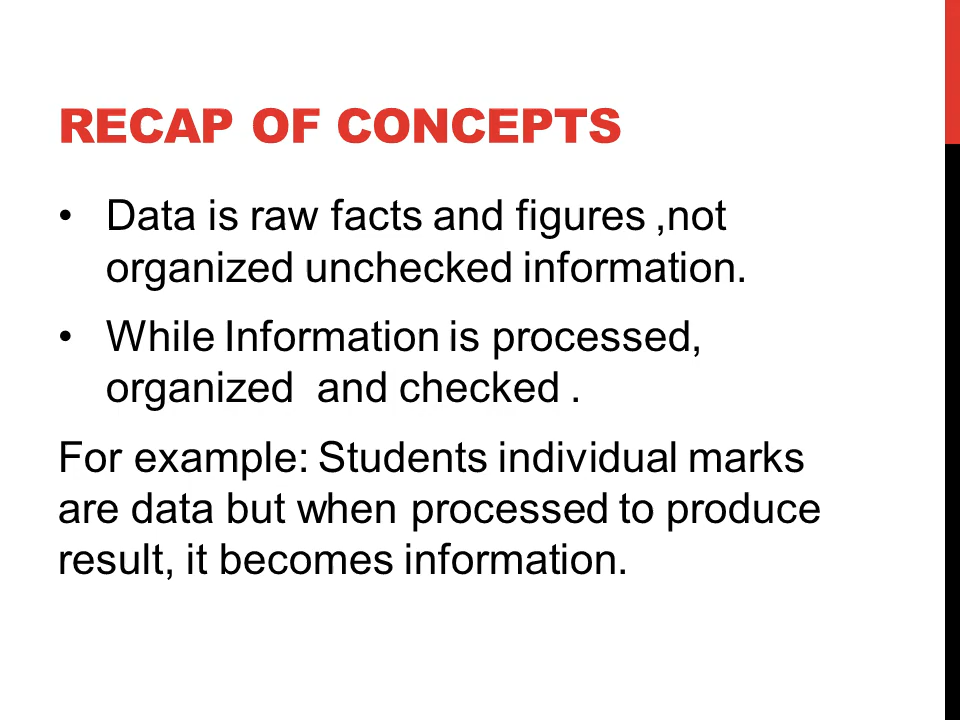 RECAP OF CONCEPTS
• Data is raw facts and figures ,not
organized unchecked information.
• While Information is processed,
organized  and checked .
For example: Students individual marks
are data but when processed to produce
result, it becomes information.